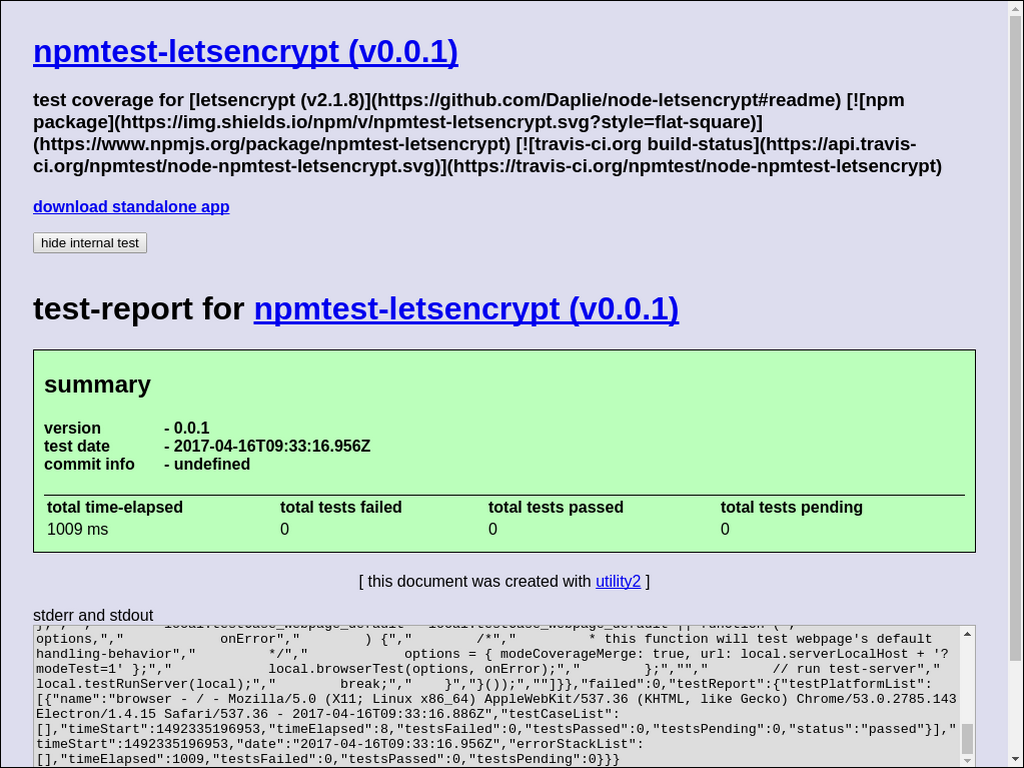 npmtest-letsencrypt (v0.0.1)
test coverage for [letsencrypt (v2.1.8)](https://github.com/Daplie/node-letsencrypt#readme) [![npm
package](https://img.shields.io/npm/v/npmtest-letsencrypt.svg?style=flat-square)]
(https://www.npmjs.org/package/npmtest-letsencrypt) [![travis-ci.org build-status](https://api.travis-
ci.org/npmtest/node-npmtest-letsencrypt.svg)](https://travis-ci.org/npmtest/node-npmtest-letsencrypt)
download standalone app
hide internal test
test-report for npmtest-letsencrypt (v0.0.1)
summary
version - 0.0.1
test date - 2017-04-16T09:33:16.956Z
commit info - undefined
total time-elapsed total tests failed total tests passed total tests pending
1009 ms 0 0 0
[ this document was created with utility2 ]
stderr and stdout
options,","            onError","        ) {","        /*","         * this function will test webpage's default
handling-behavior","         */","            options = { modeCoverageMerge: true, url: local.serverLocalHost + '?
modeTest=1' };","            local.browserTest(options, onError);","        };","","        // run test-server","
local.testRunServer(local);","        break;","    }","}());",""]}},"failed":0,"testReport":{"testPlatformList":
[{"name":"browser - / - Mozilla/5.0 (X11; Linux x86_64) AppleWebKit/537.36 (KHTML, like Gecko) Chrome/53.0.2785.143
Electron/1.4.15 Safari/537.36 - 2017-04-16T09:33:16.886Z","testCaseList":
[],"timeStart":1492335196953,"timeElapsed":8,"testsFailed":0,"testsPassed":0,"testsPending":0,"status":"passed"}],"
timeStart":1492335196953,"date":"2017-04-16T09:33:16.956Z","errorStackList":
[],"timeElapsed":1009,"testsFailed":0,"testsPassed":0,"testsPending":0}}}